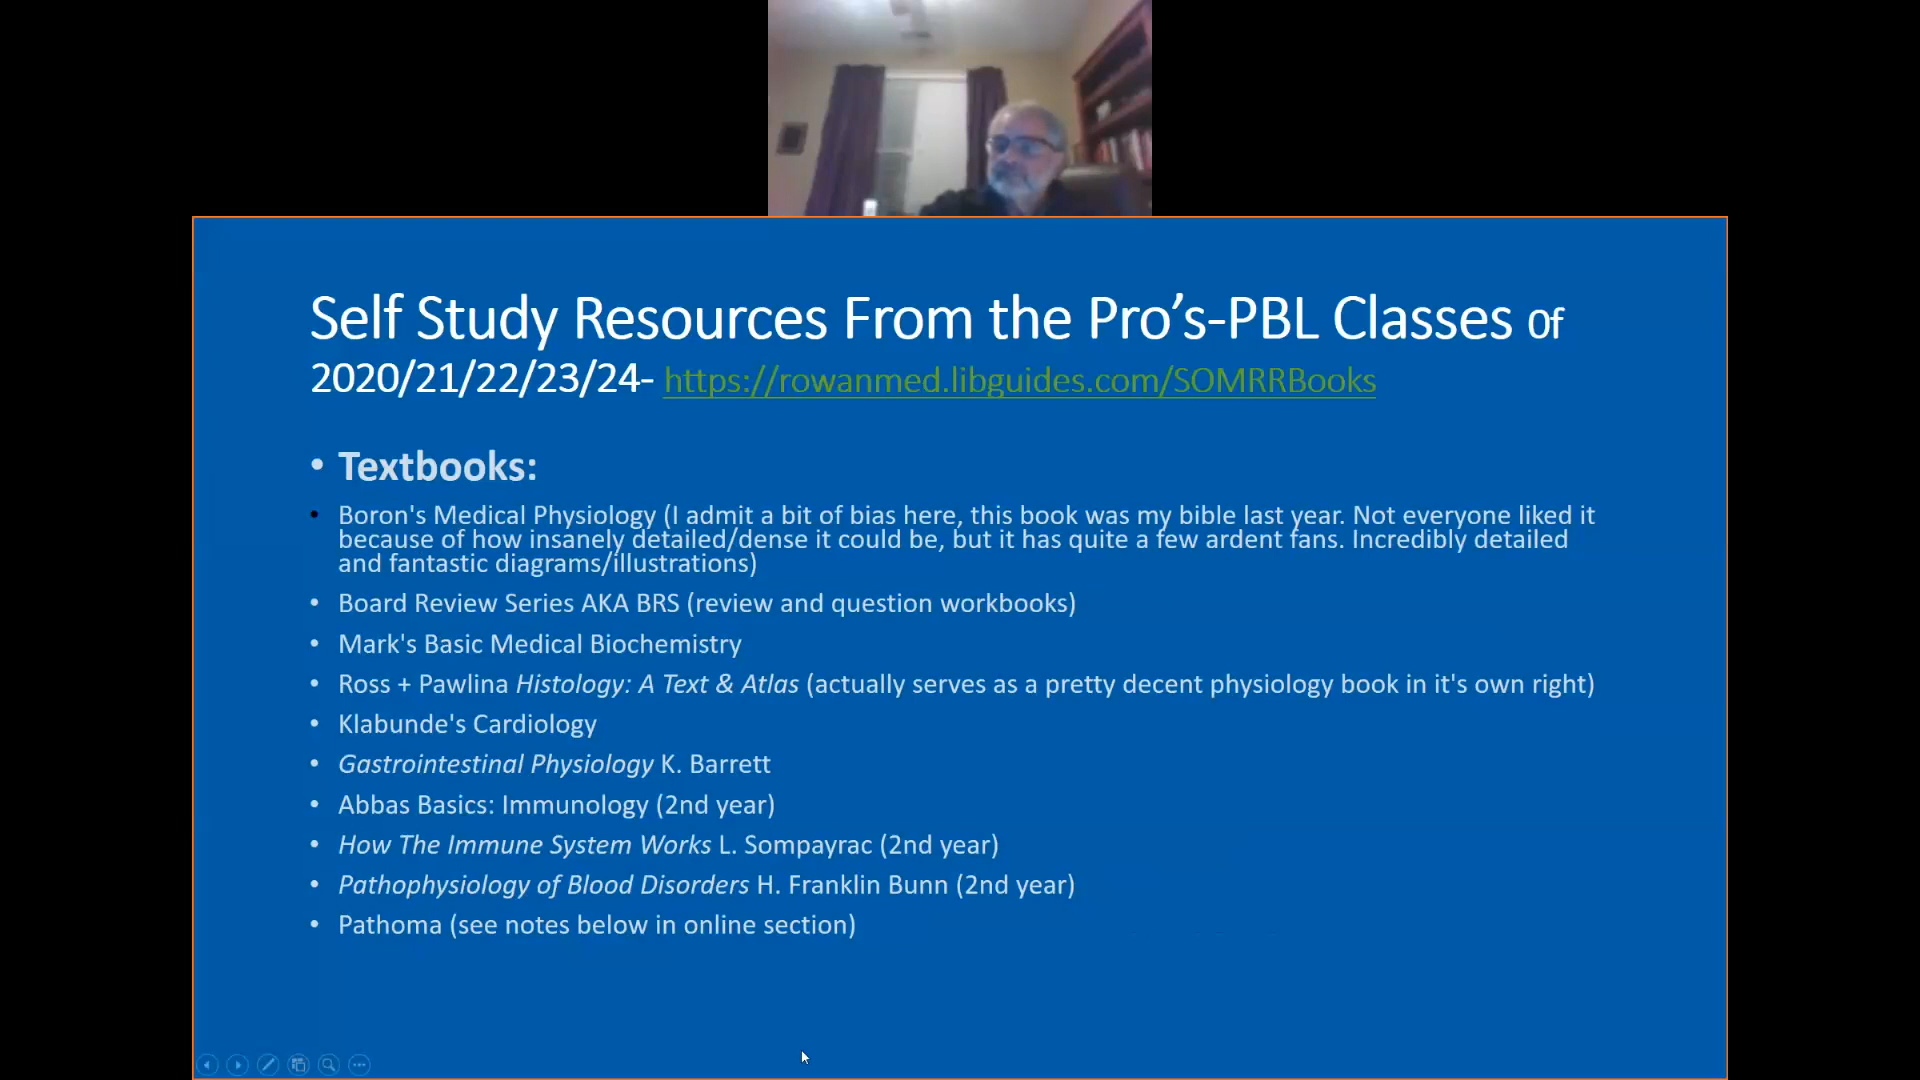 Self Study Resources From the Pro's-PBL Classes 0f
2020/21/22/23/24- https://rowanmed.libguides.com/SOMRRBooks
• Textbooks:
• Boron's Medical Physiology (I admit a bit of bias here, this book was my bible last year. Not everyone liked it
because of how insanely detailed/dense it could be, but it has quite a few ardent fans. Incredibly detailed
and fantastic diagrams/illustrations)
• Board Review Series AKA BRS (review and question workbooks)
• Mark's Basic Medical Biochemistry
• Ross + Pawlina Histology: A Text & Atlas (actually serves as a pretty decent physiology book in it's own right)
• Klabunde's Cardiology
• Gastrointestinal Physiology K. Barrett
• Abbas Basics: Immunology (2nd year)
• How The Immune System Works L. Sompayrac (2nd year)
• Pathophysiology of Blood Disorders H. Franklin Bunn (2nd year)
• Pathoma (see notes below in online section)